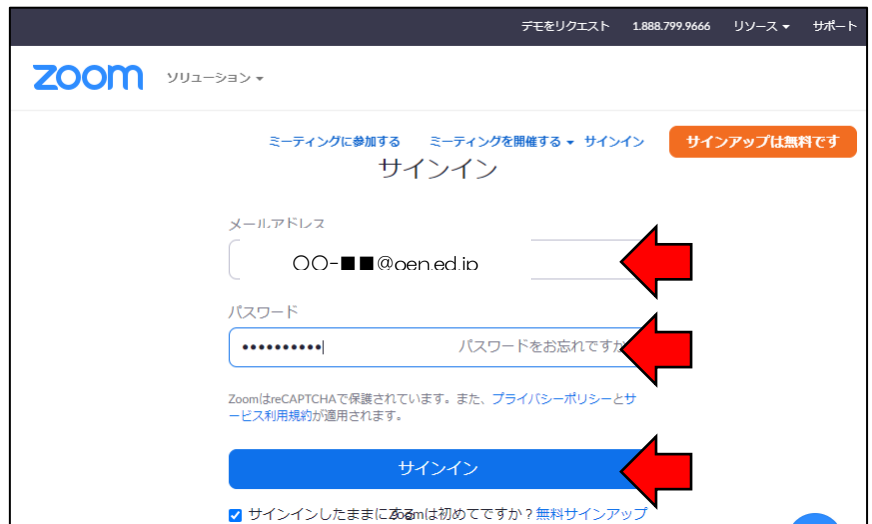 デモをリクエスト 1.888.799.9666 リソース サポート
zoom ソリューション
ミーティングに参加する ミーティングを開催する サインイン サインアップは無料です
サインイン
メールアドレス
〇〇-■■@oen.ed.jp
パスワード
••••••••••| パスワードをお忘れですか
ZoomはreCAPTCHAで保護されています。また、プライバシーポリシーとサ
ービス利用規約が適用されます。
サインイン
サインインしたままにする Zoomは初めてですか？無料サインアップ